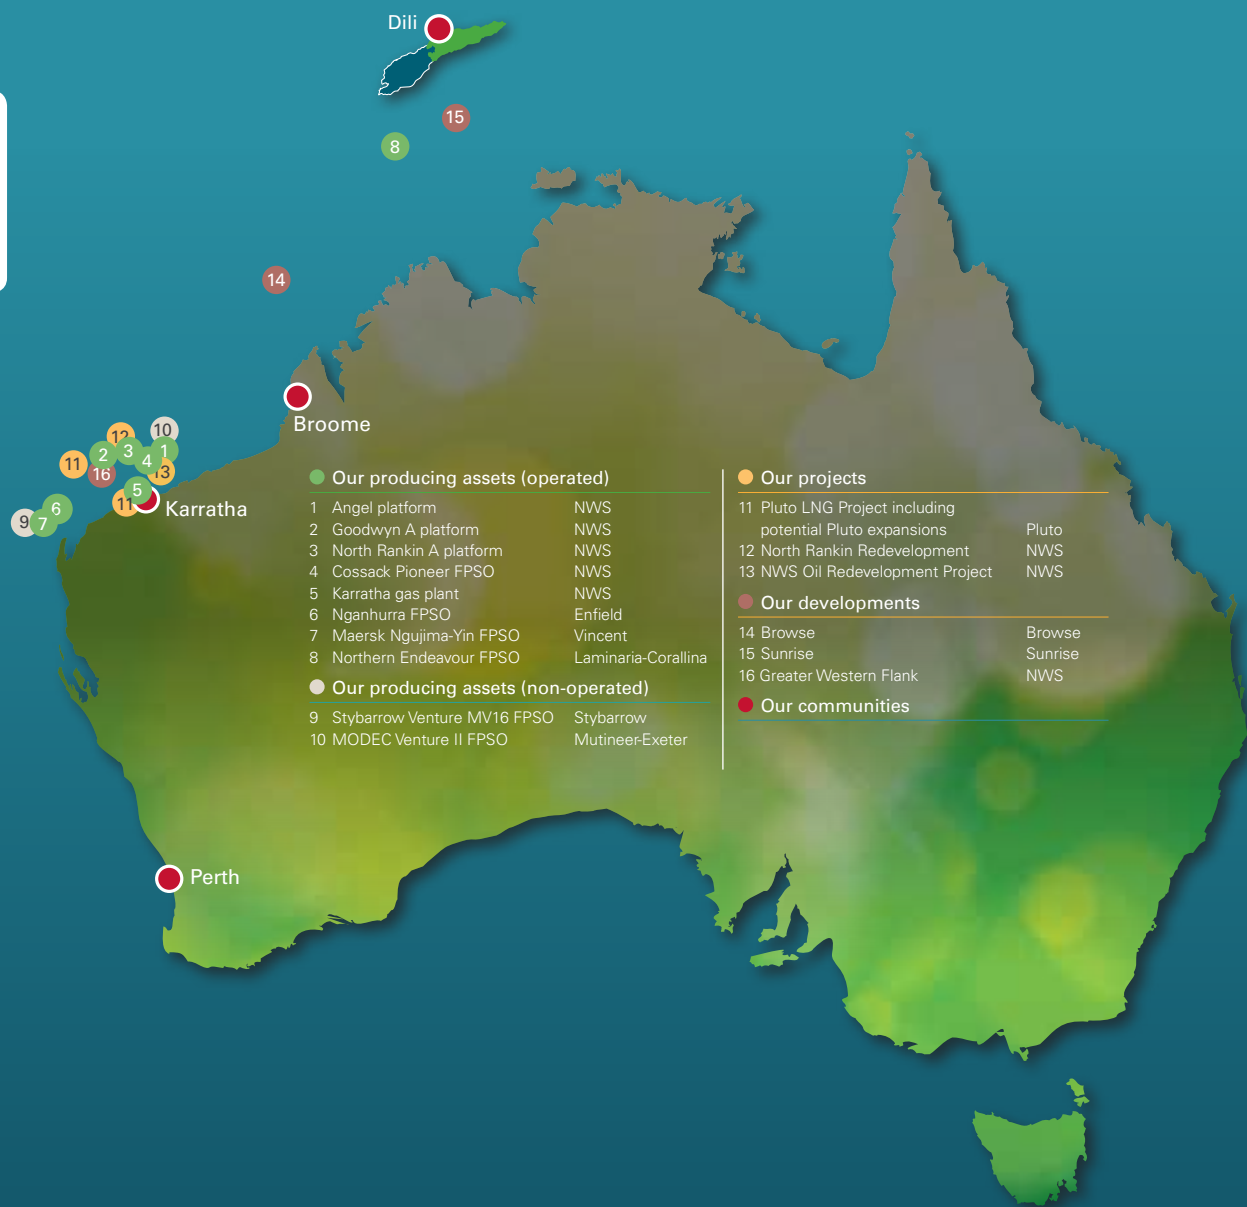 Dili
15
8
14
Broome
12
10
2
3
1
4
11
16
13
5
11
Karratha
6
9
7
Our producing assets (operated)
1 Angel platform NWS
2 Goodwyn A platform NWS
3 North Rankin A platform NWS
4 Cossack Pioneer FPSO NWS
5 Karratha gas plant NWS
6 Nganhurra FPSO Enfield
7 Maersk Ngujima-Yin FPSO Vincent
8 Northern Endeavour FPSO Laminaria-Corallina
Our producing assets (non-operated)
9 Stybarrow Venture MV16 FPSO Stybarrow
10 MODEC Venture II FPSO Mutineer-Exeter
Our projects
11 Pluto LNG Project including
potential Pluto expansions Pluto
12 North Rankin Redevelopment NWS
13 NWS Oil Redevelopment Project NWS
Our developments
14 Browse Browse
15 Sunrise Sunrise
16 Greater Western Flank NWS
Our communities
Perth